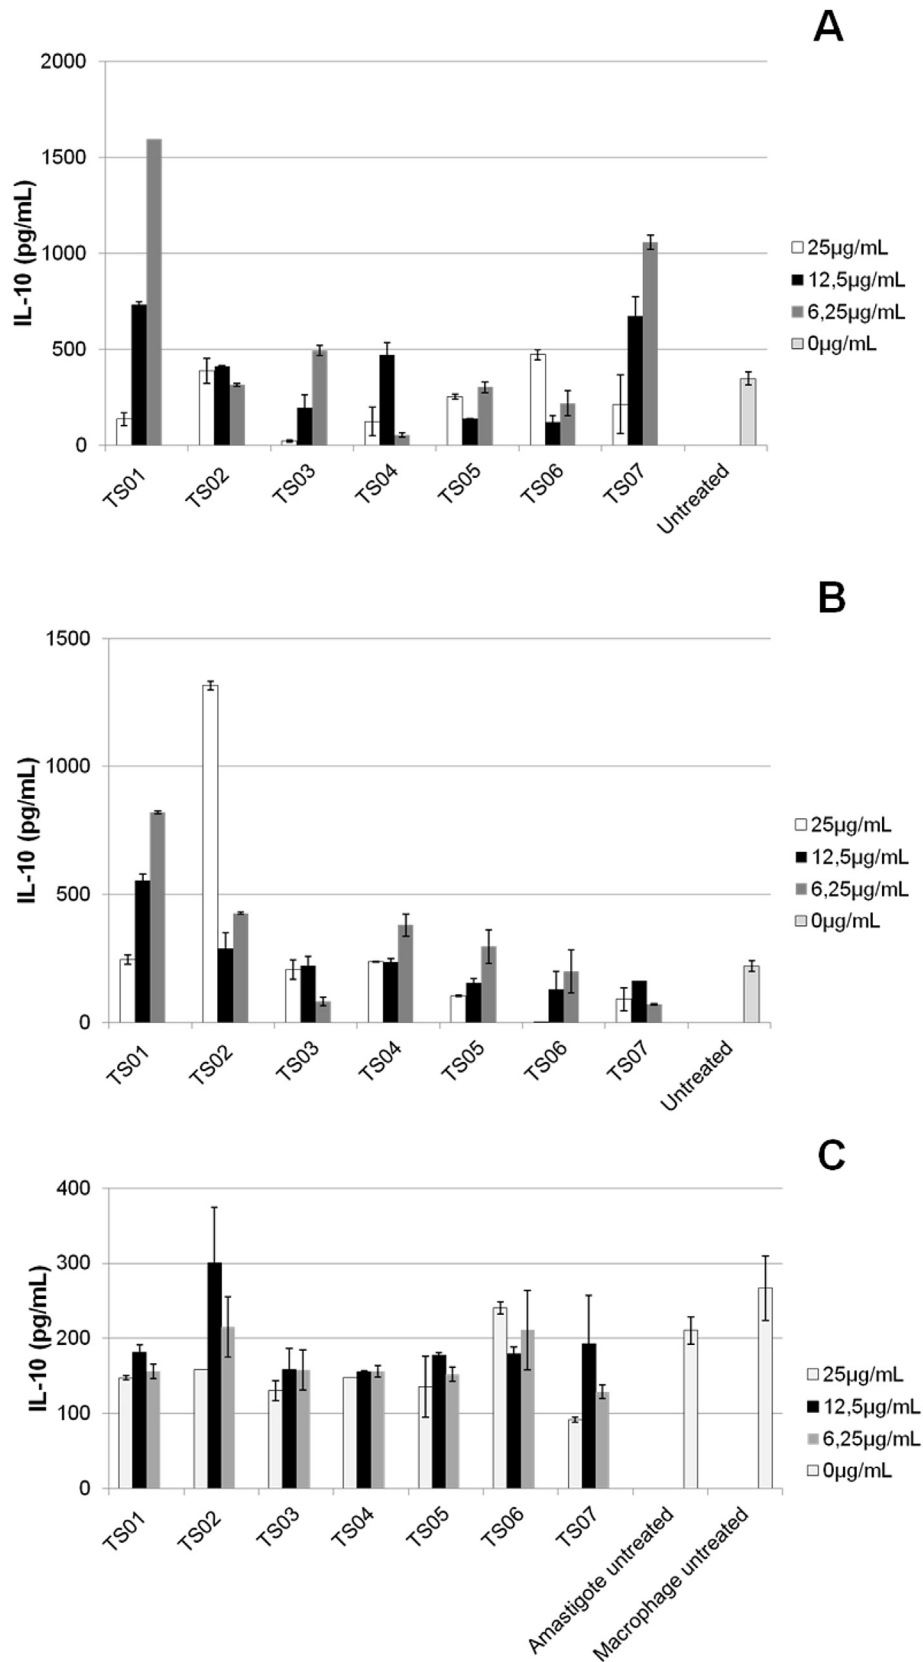 A
2000
1500
1000
500
0
IL-10 (pg/mL)
25µg/mL
12,5µg/mL
6,25µg/mL
0µg/mL
TS01
TS02
TS03
TS04
TS05
TS06
TS07
Untreated
B
1500
1000
500
0
IL-10 (pg/mL)
25µg/mL
12,5µg/mL
6,25µg/mL
0µg/mL
TS01
TS02
TS03
TS04
TS05
TS06
TS07
Untreated
C
400
300
200
100
0
IL-10 (pg/mL)
25µg/mL
12,5µg/mL
6,25µg/mL
0µg/mL
TS01
TS02
TS03
TS04
TS05
TS06
TS07
Amastigote untreated
Macrophage untreated